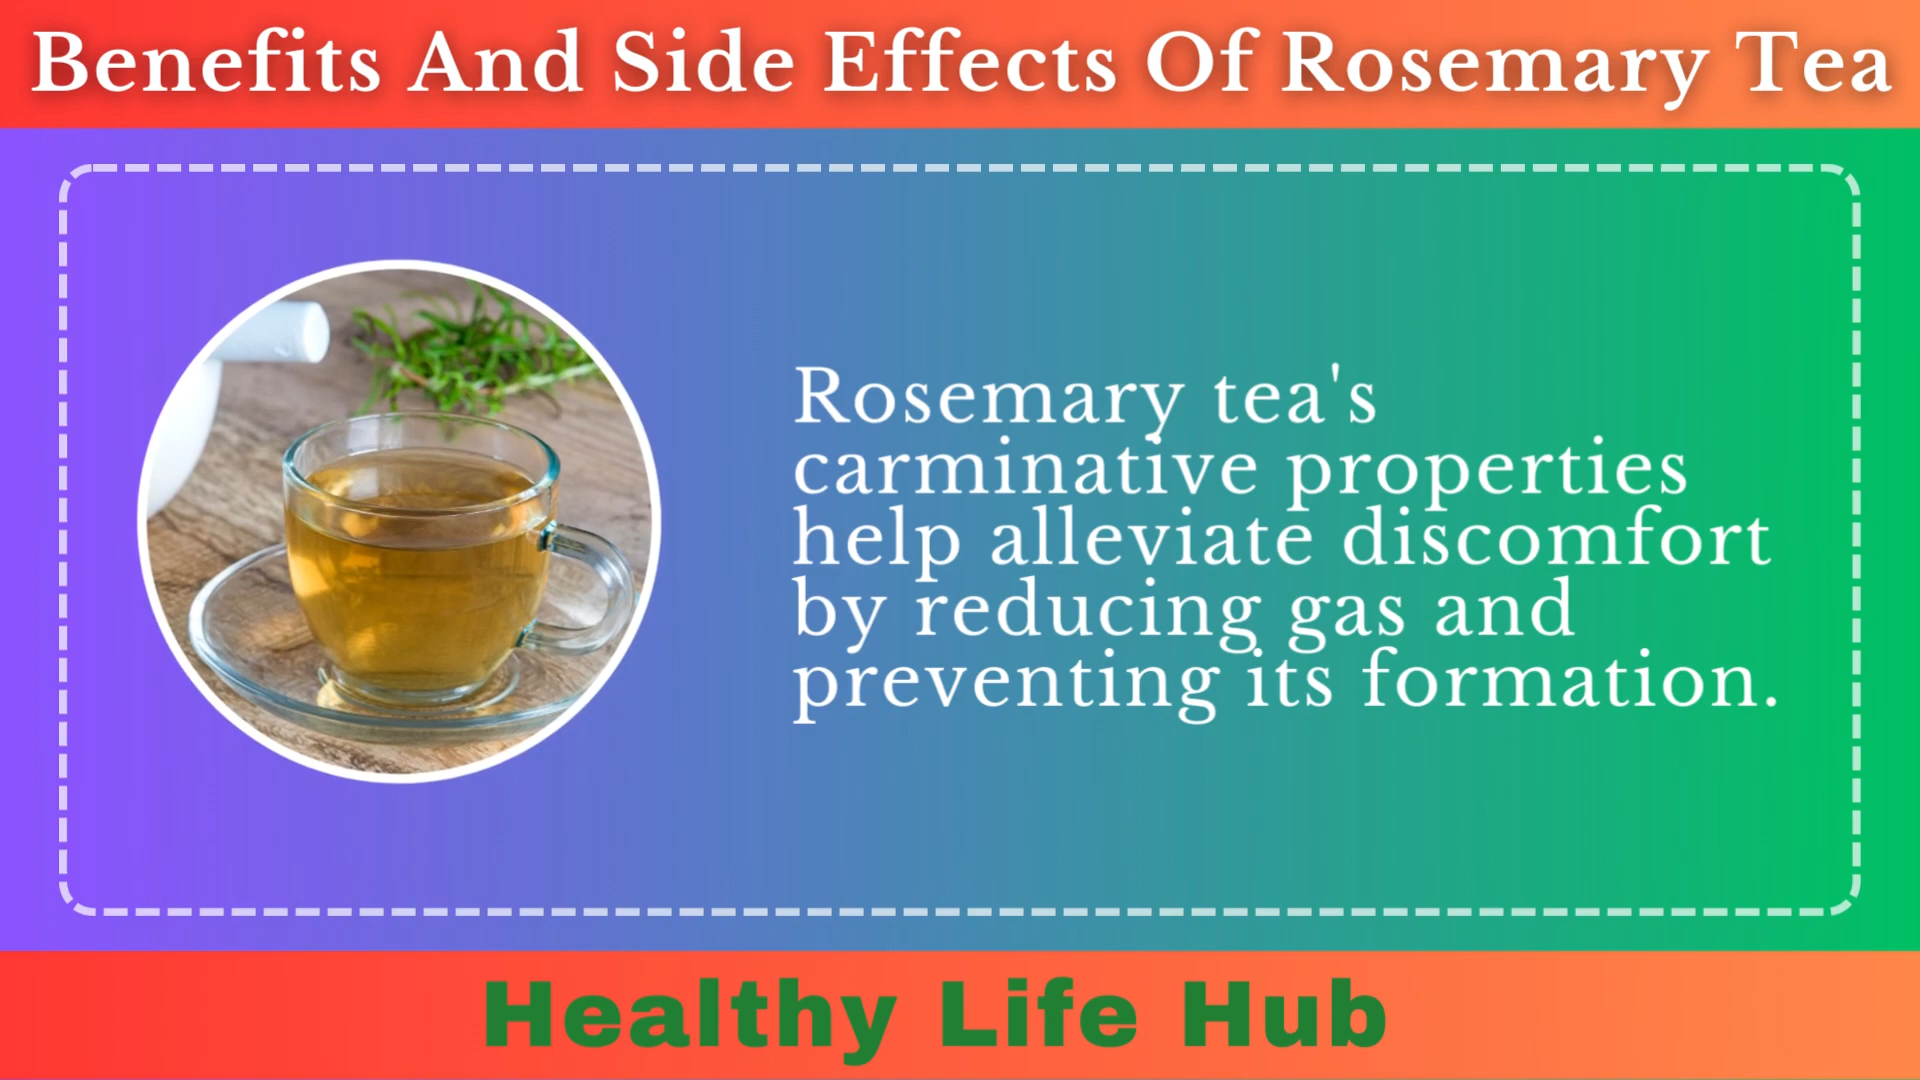 Benefits And Side Effects Of Rosemary Tea
Rosemary tea's
carminative properties
help alleviate discomfort
by reducing gas and
preventing its formation.
Healthy Life Hub